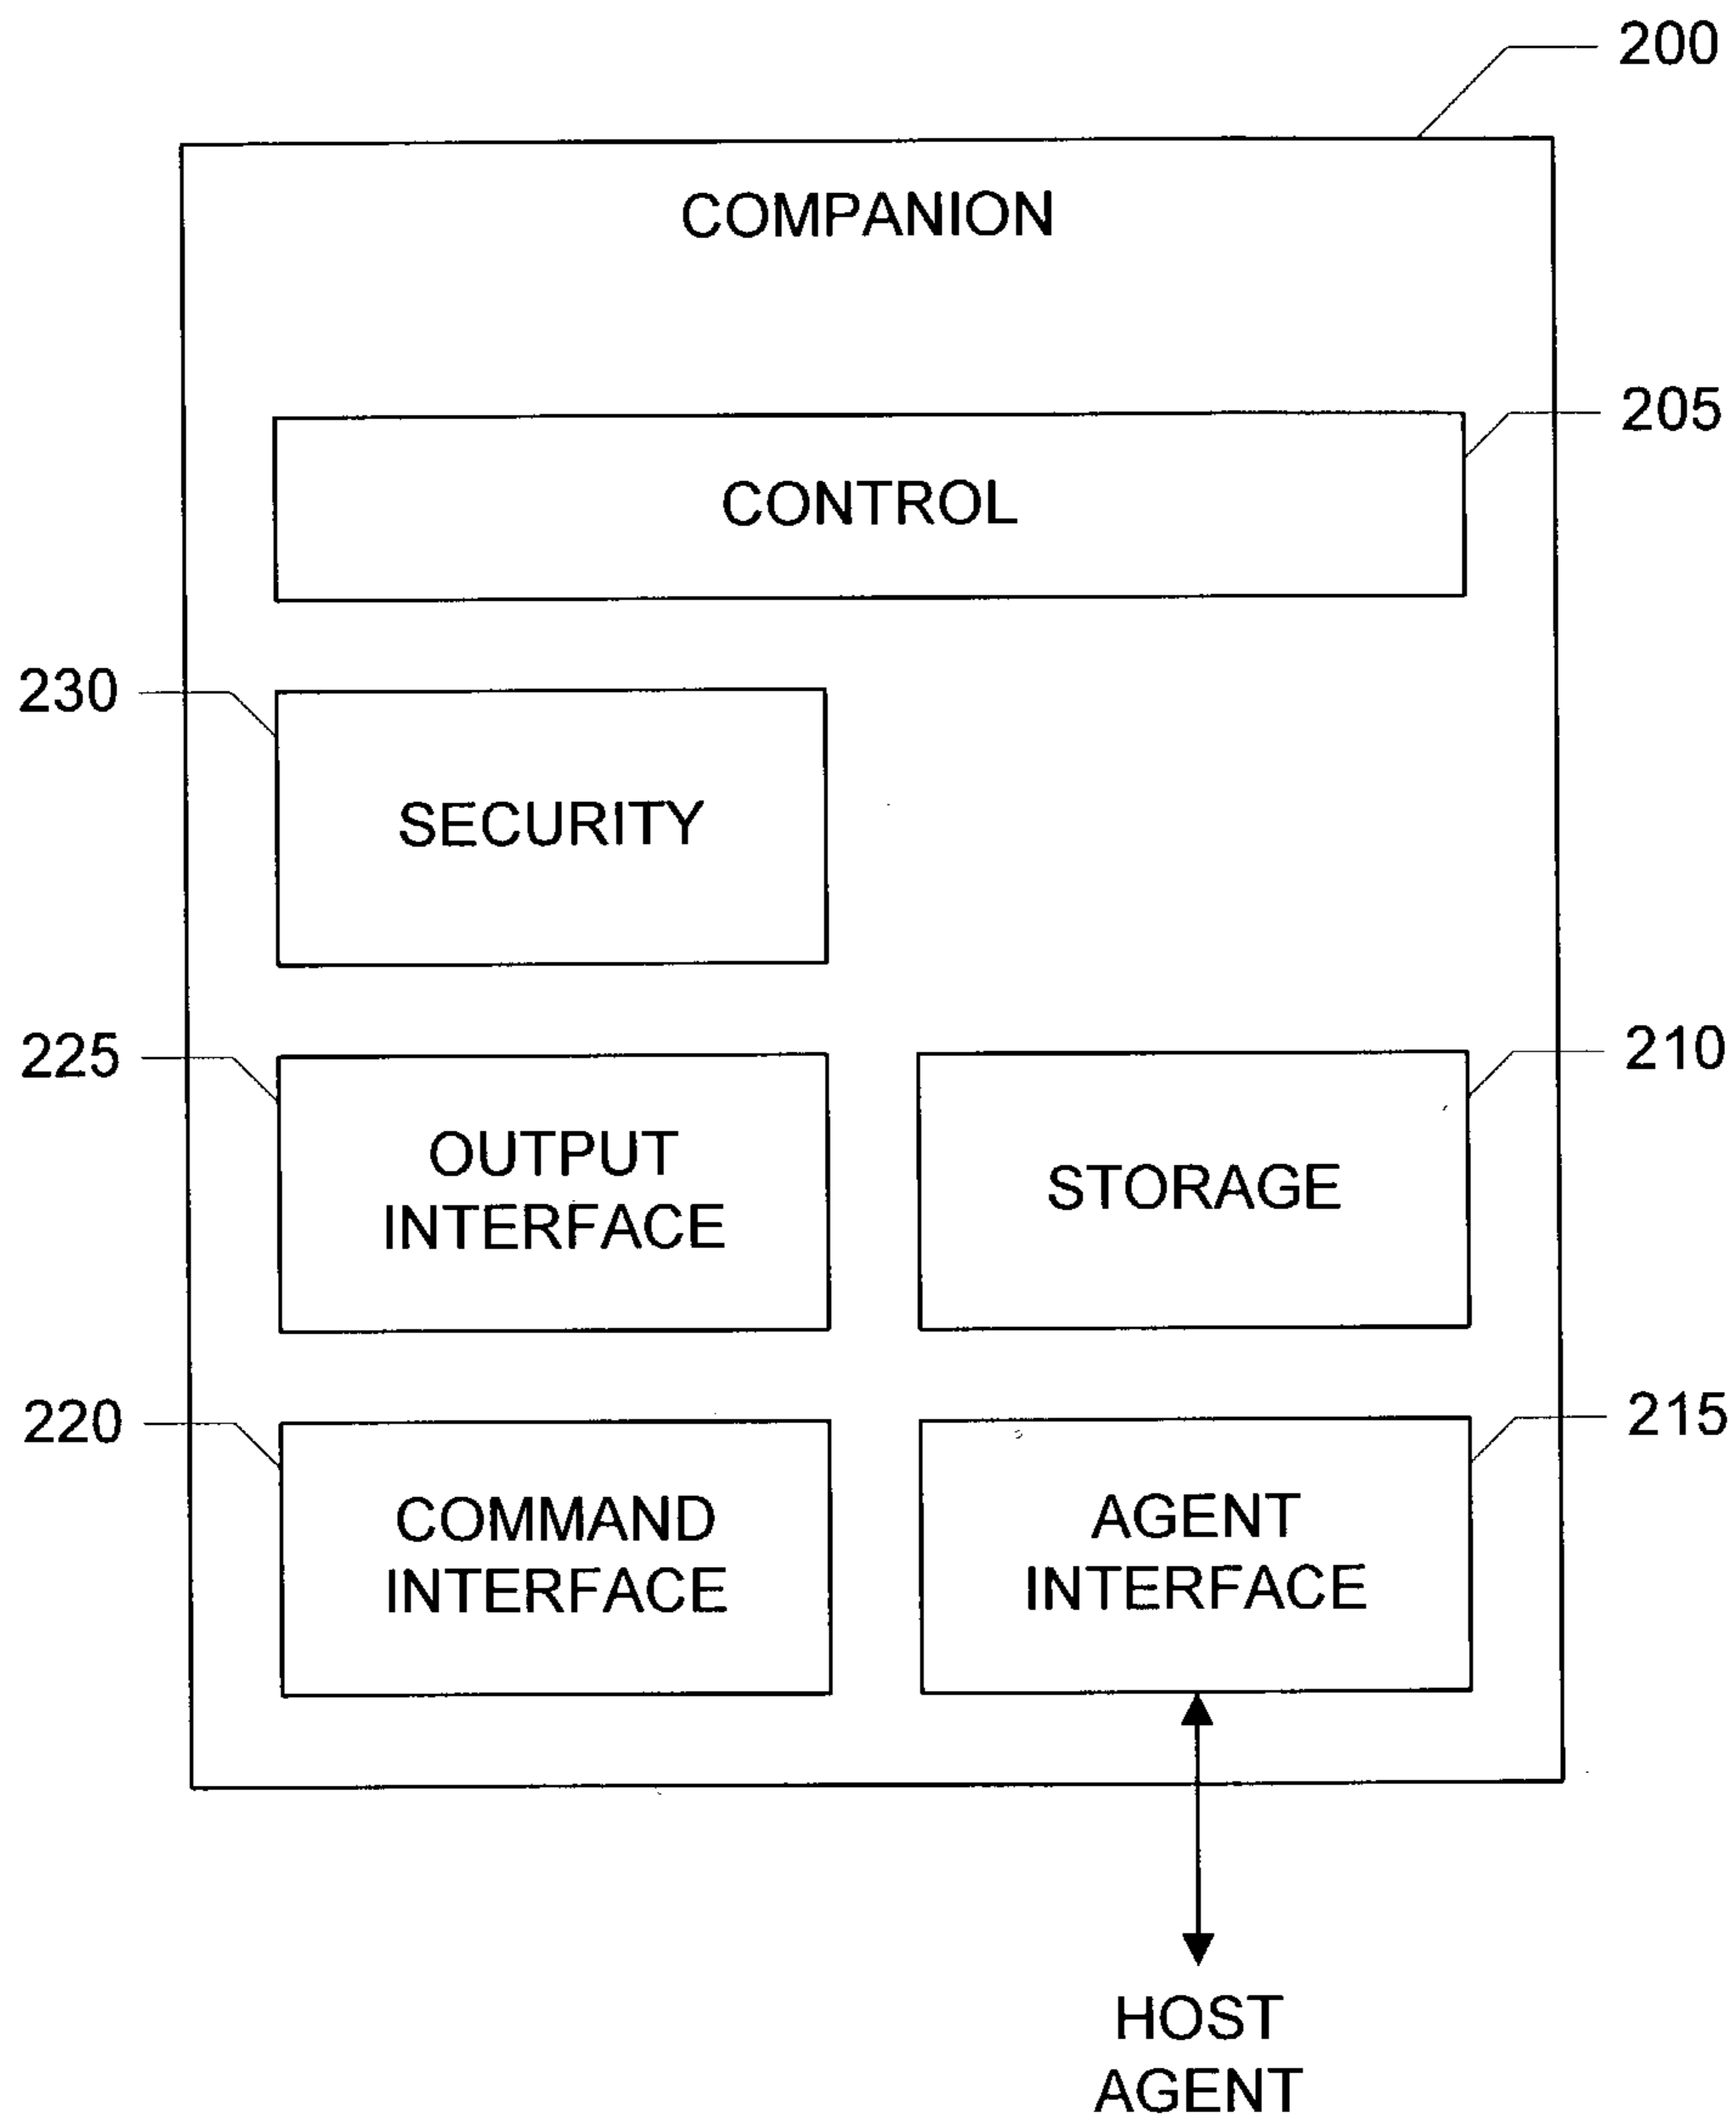 200
COMPANION
205
CONTROL
230
SECURITY
225
OUTPUT
INTERFACE
210
STORAGE
220
COMMAND
INTERFACE
215
AGENT
INTERFACE
HOST
AGENT